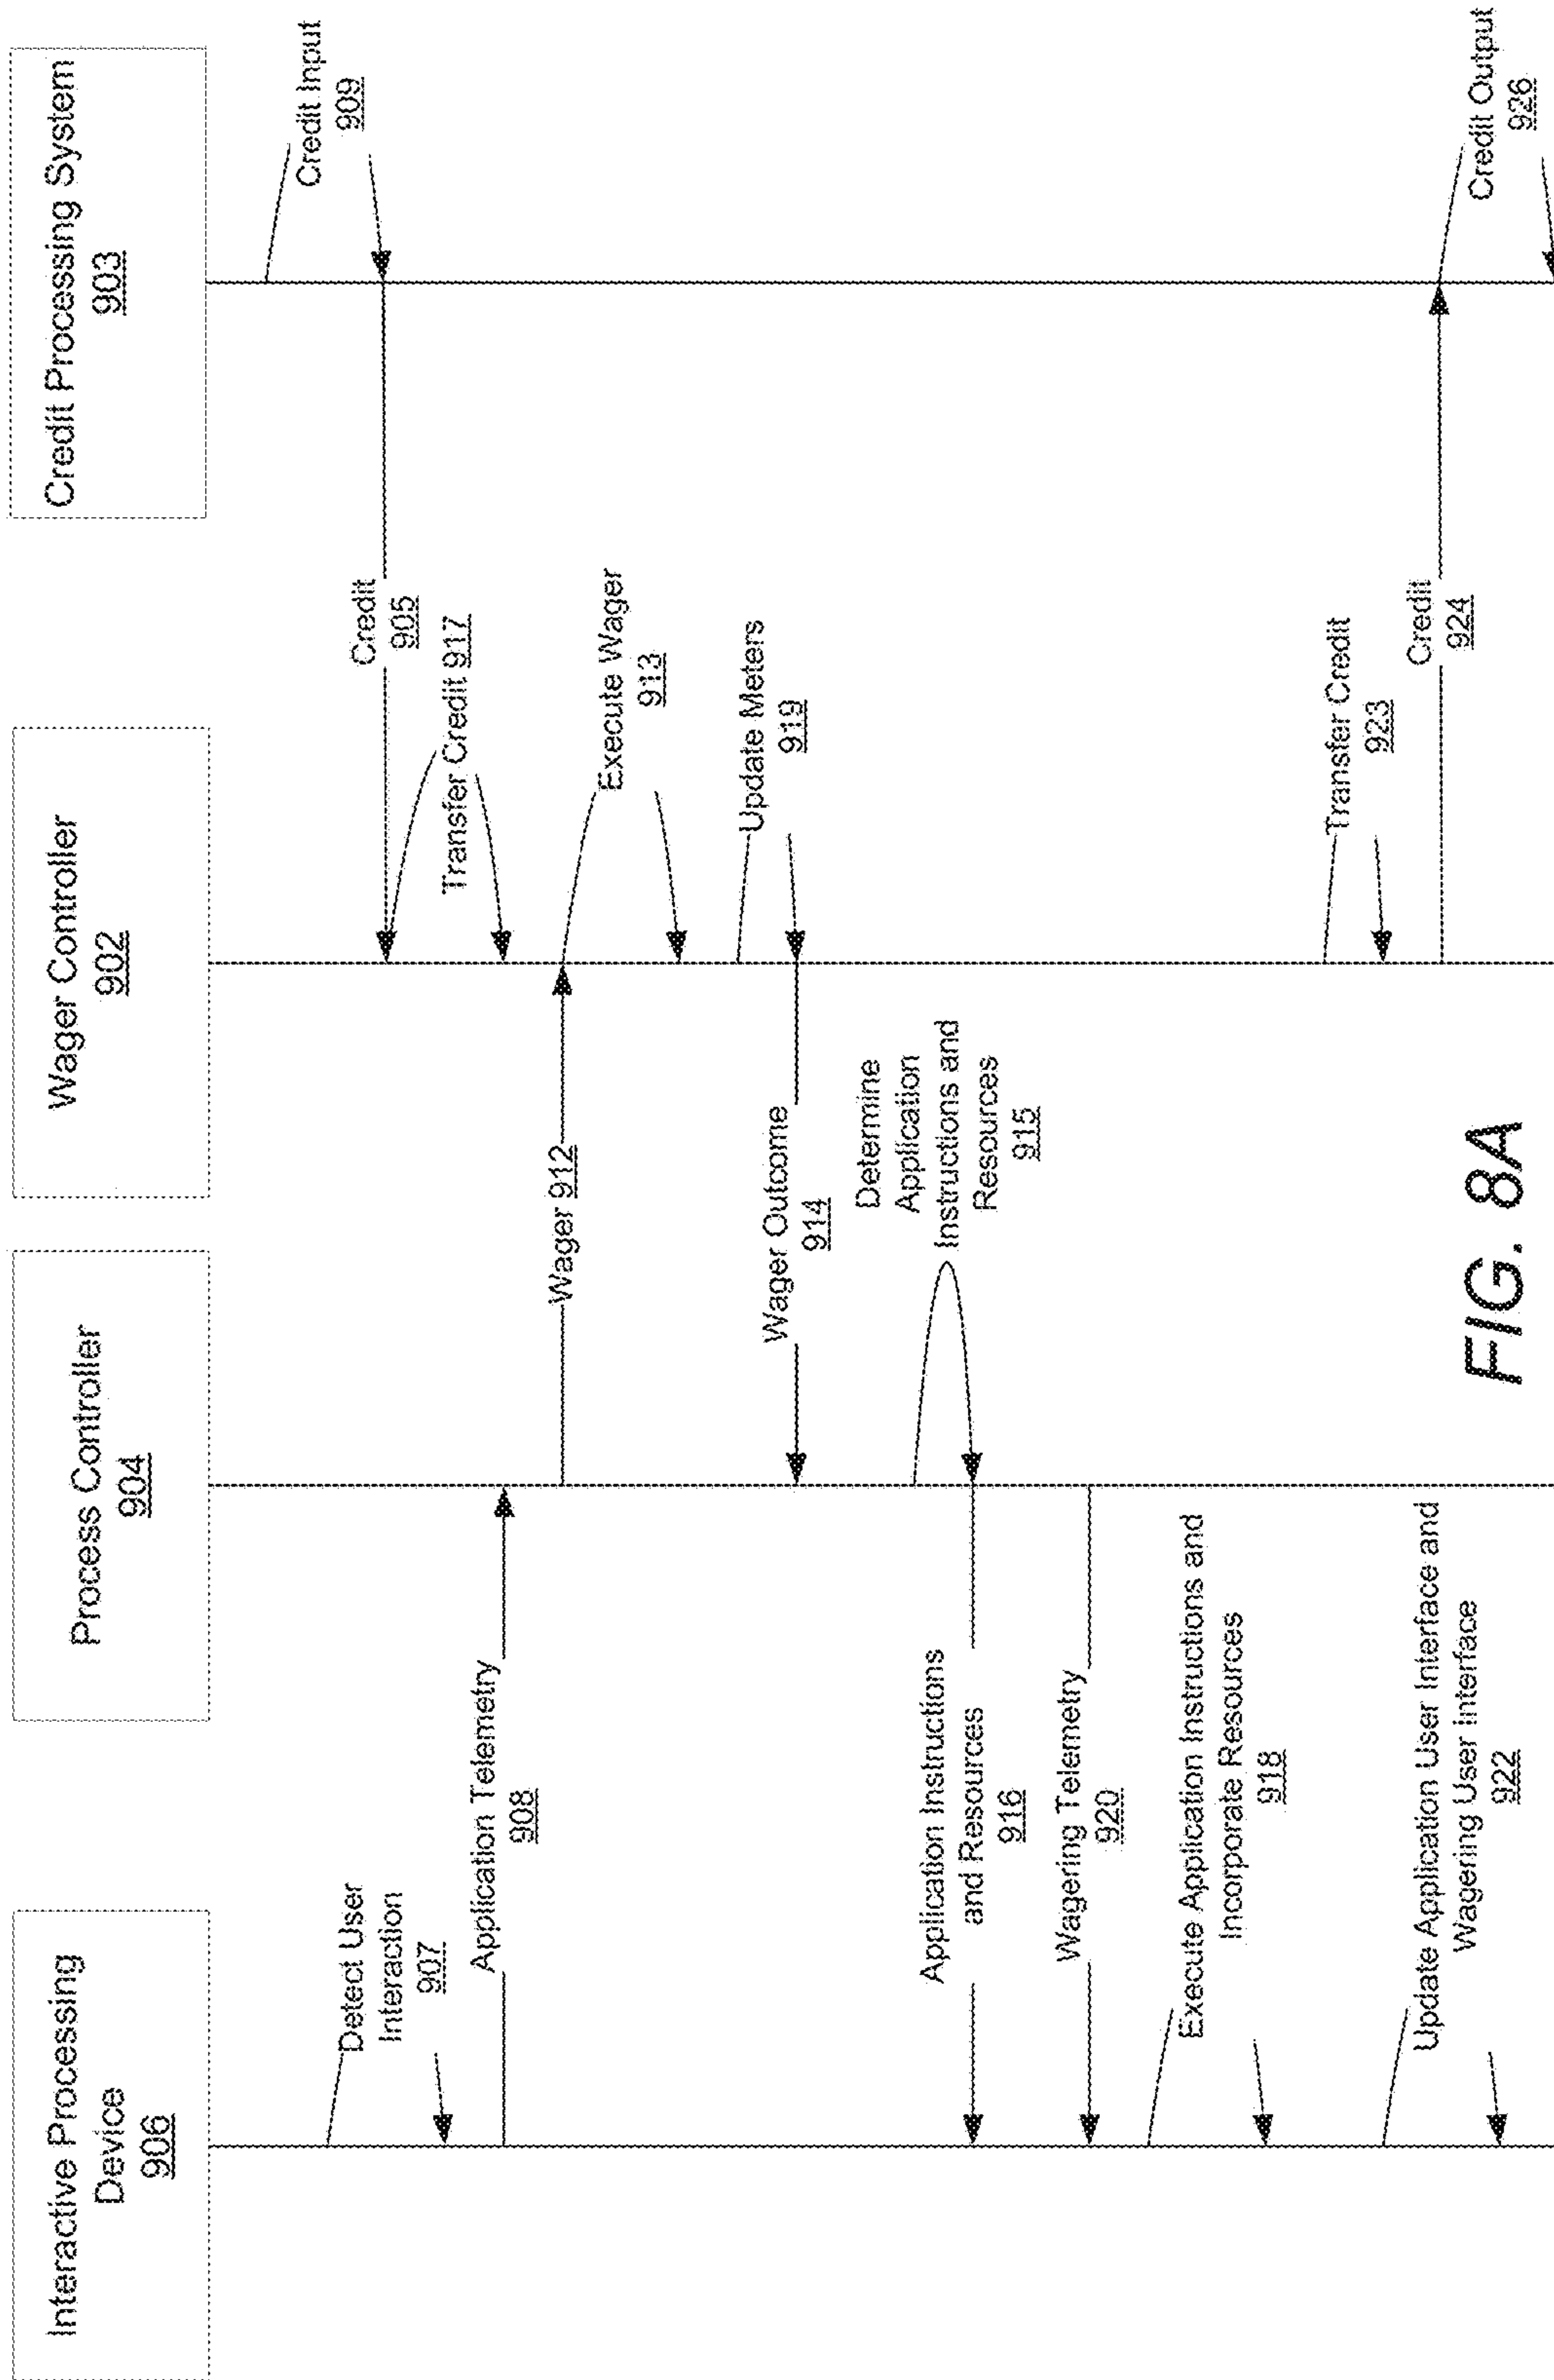 Interactive Processing
Device
906
Process Controller
904
Wager Controller
902
Credit Processing System
903
Credit Input
909
Detect User
Interaction
907
Credit
905
Transfer Credit 917
Application Telemetry
908
Wager 912
Execute Wager
913
Update Meters
919
Wager Outcome
914
Determine
Application
Instructions and
Resources
915
Application Instructions
and Resources
916
Wagering Telemetry
920
Execute Application Instructions and
Incorporate Resources
918
Transfer Credit
923
Update Application User Interface and
Wagering User Interface
922
Credit
924
Credit Output
926
FIG. 8A